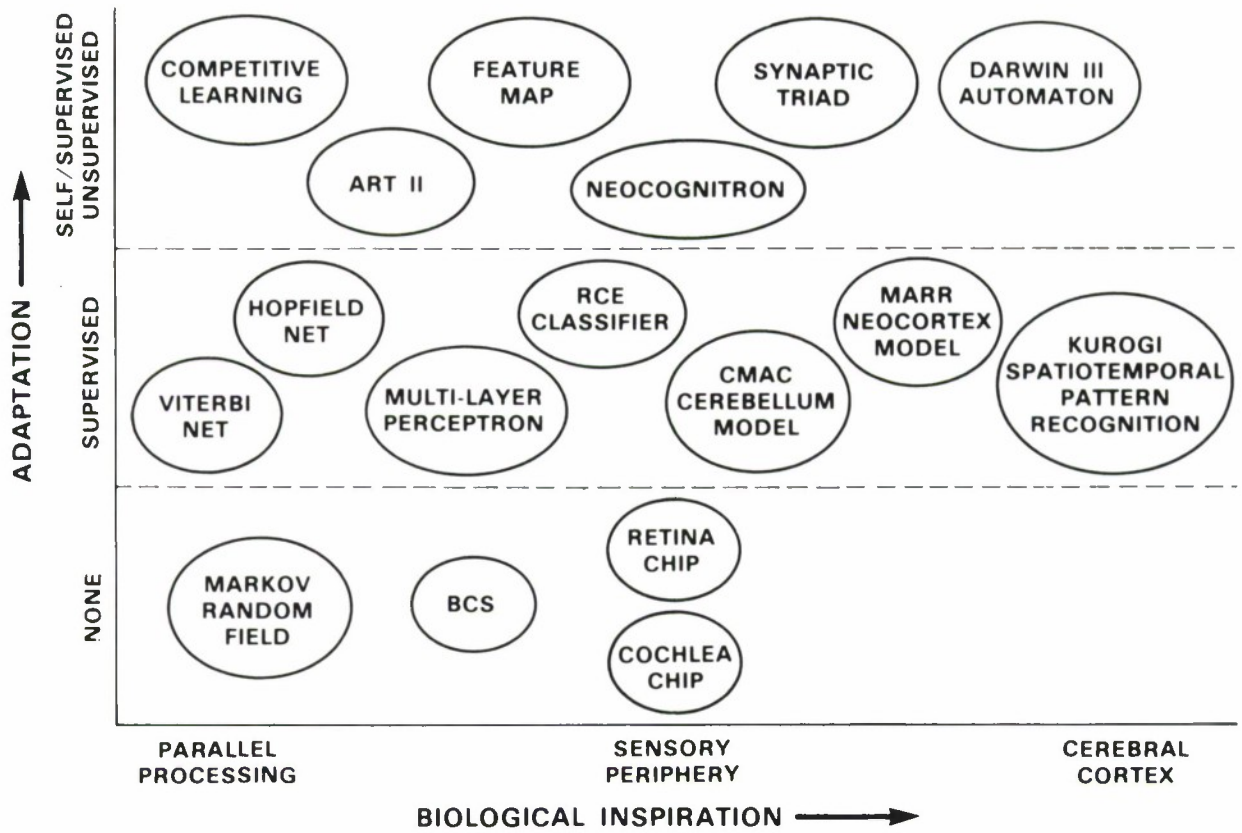 SELF/SUPERVISED
UNSUPERVISED
COMPETITIVE
LEARNING
FEATURE
MAP
SYNAPTIC
TRIAD
DARWIN III
AUTOMATON
ART II
NEOCOGNITRON
ADAPTATION
SUPERVISED
HOPFIELD
NET
RCE
CLASSIFIER
MARR
NEOCORTEX
MODEL
VITERBI
NET
MULTI-LAYER
PERCEPTRON
CMAC
CEREBELLUM
MODEL
KUROGI
SPATIOTEMPORAL
PATTERN
RECOGNITION
NONE
MARKOV
RANDOM
FIELD
BCS
RETINA
CHIP
COCHLEA
CHIP
PARALLEL
PROCESSING
SENSORY
PERIPHERY
CEREBRAL
CORTEX
BIOLOGICAL INSPIRATION